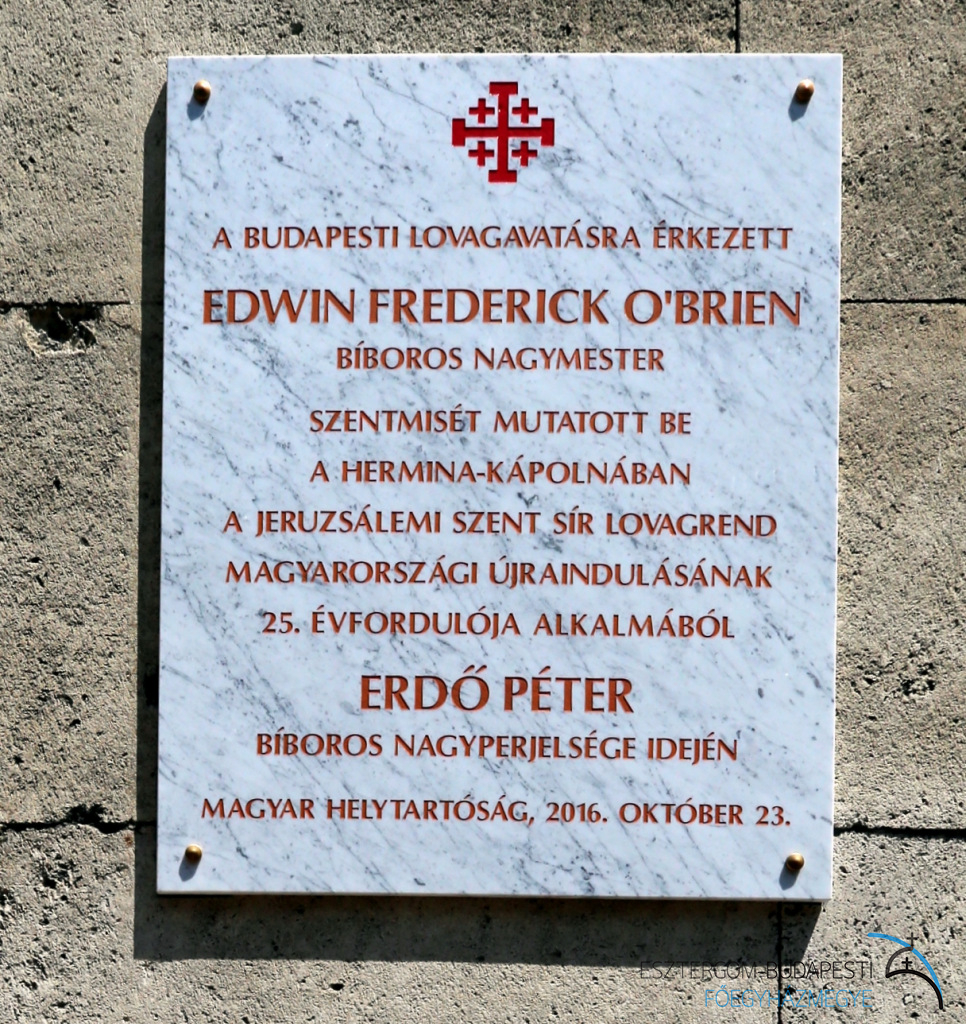 A BUDAPESTI LOVAGAVATÁSRA ÉRKEZETT
EDWIN FREDERICK O'BRIEN
BÍBOROS NAGYMESTER
SZENTMISÉT MUTATOTT BE
A HERMINA-KÁPOLNÁBAN
A JERUZSÁLEMI SZENT SÍR LOVAGREND
MAGYARORSZÁGI ÚJRAINDULÁSÁNAK
25. ÉVFORDULÓJA ALKALMÁBÓL
ERDŐ PÉTER
BÍBOROS NAGYPERJELSÉGE IDEJÉN
MAGYAR HELYTARTÓSÁG, 2016. OKTÓBER 23.
ESZTERGOM-BUDAPESTI
FŐEGYHÁZMEGYE